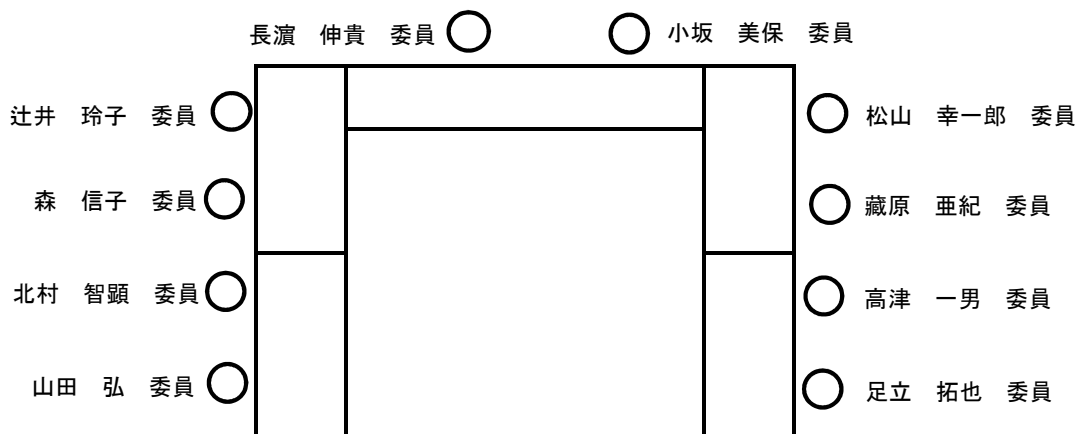 長濵　伸貴　委員　小坂　美保　委員
辻井　玲子　委員　松山　幸一郎　委員
森　信子　委員　藏原　亜紀　委員
北村　智顕　委員　高津　一男　委員
山田　弘　委員　足立　拓也　委員